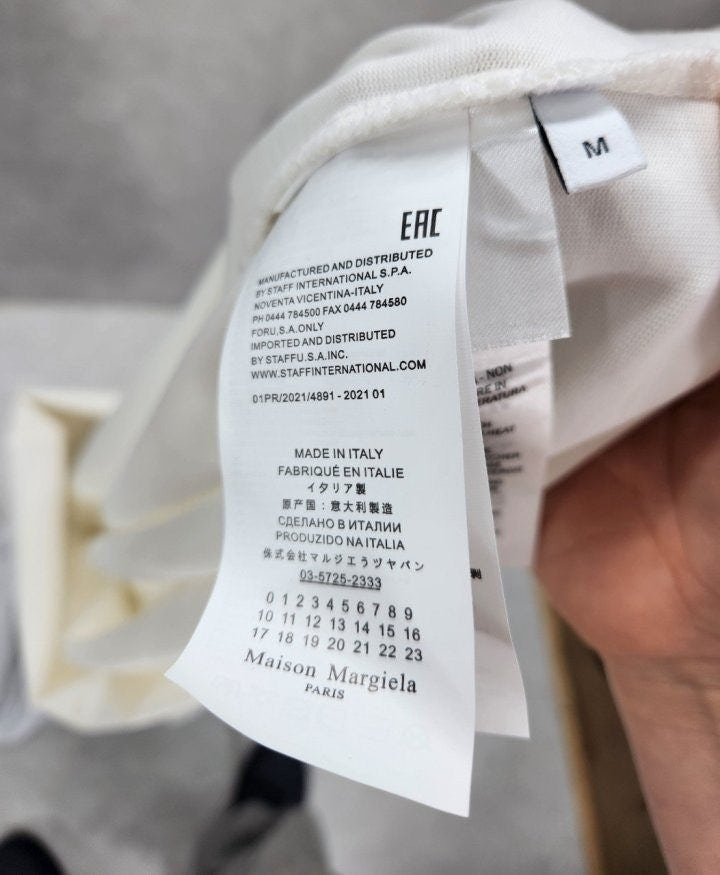 M
EAC
MANUFACTURED AND DISTRIBUTED
BY STAFF INTERNATIONAL S.P.A.
NOVENTA VICENTINA-ITALY
PH 0444 784500 FAX 0444 784580
FORU,S.A.ONLY
IMPORTED AND DISTRIBUTED
BY STAFFU.S.A.INC.
WWW.STAFFINTERNATIONAL.COM
01PR/2021/4891 - 2021 01
MADE IN ITALY
FABRIQUÉ EN ITALIE
イタリア製
原产国：意大利製造
СДЕЛАНО В ИТАЛИИ
PRODUZIDO NA ITALIA
株式会社マルジエラジャパン
03-5725-2333
0 1 2 3 4 5 6 7 8 9
10 11 12 13 14 15 16
17 18 19 20 21 22 23
Maison Margiela
PARIS
- NON
RE IN
ERATURA